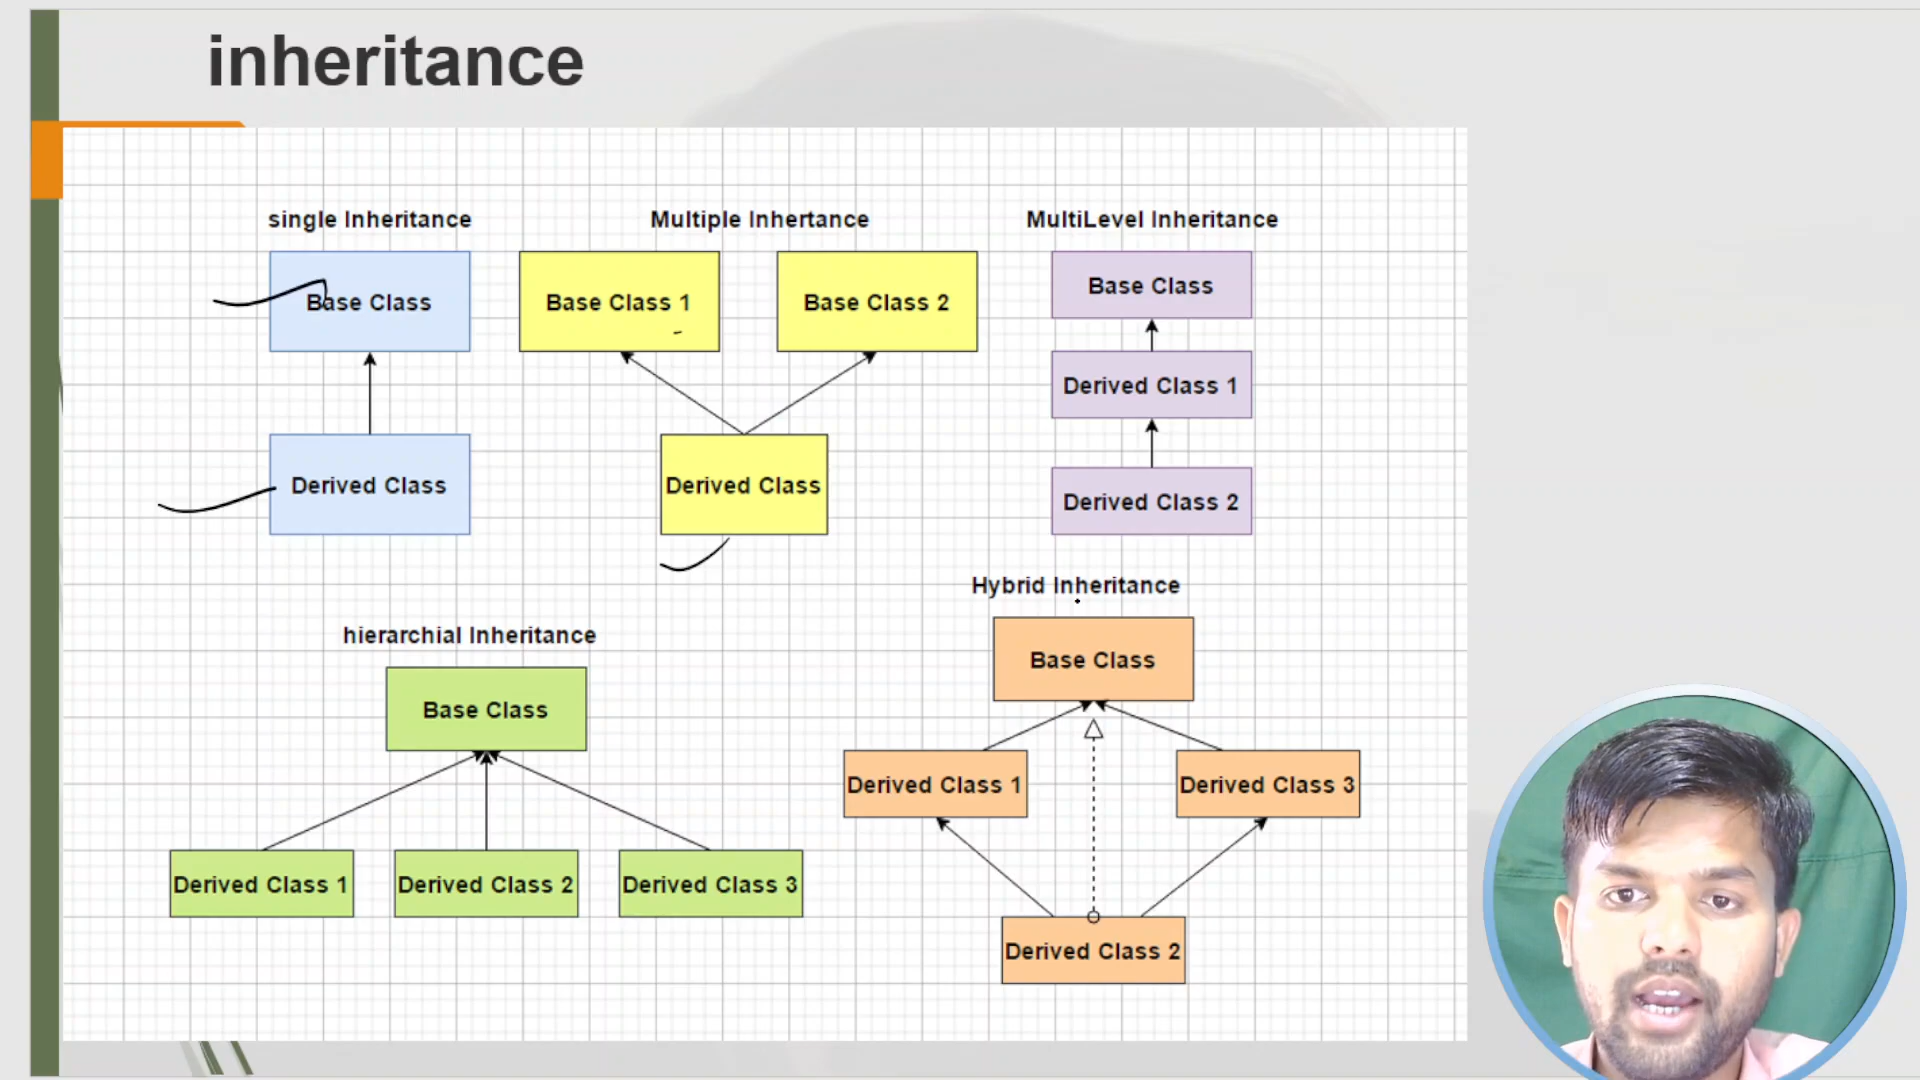 inheritance
single Inheritance
Multiple Inhertance
MultiLevel Inheritance
Base Class
Base Class 1
Base Class 2
Base Class
Derived Class 1
Derived Class
Derived Class
Derived Class 2
hierarchial Inheritance
Base Class
Derived Class 1
Derived Class 2
Derived Class 3
Hybrid Inheritance
Base Class
Derived Class 1
Derived Class 3
Derived Class 2